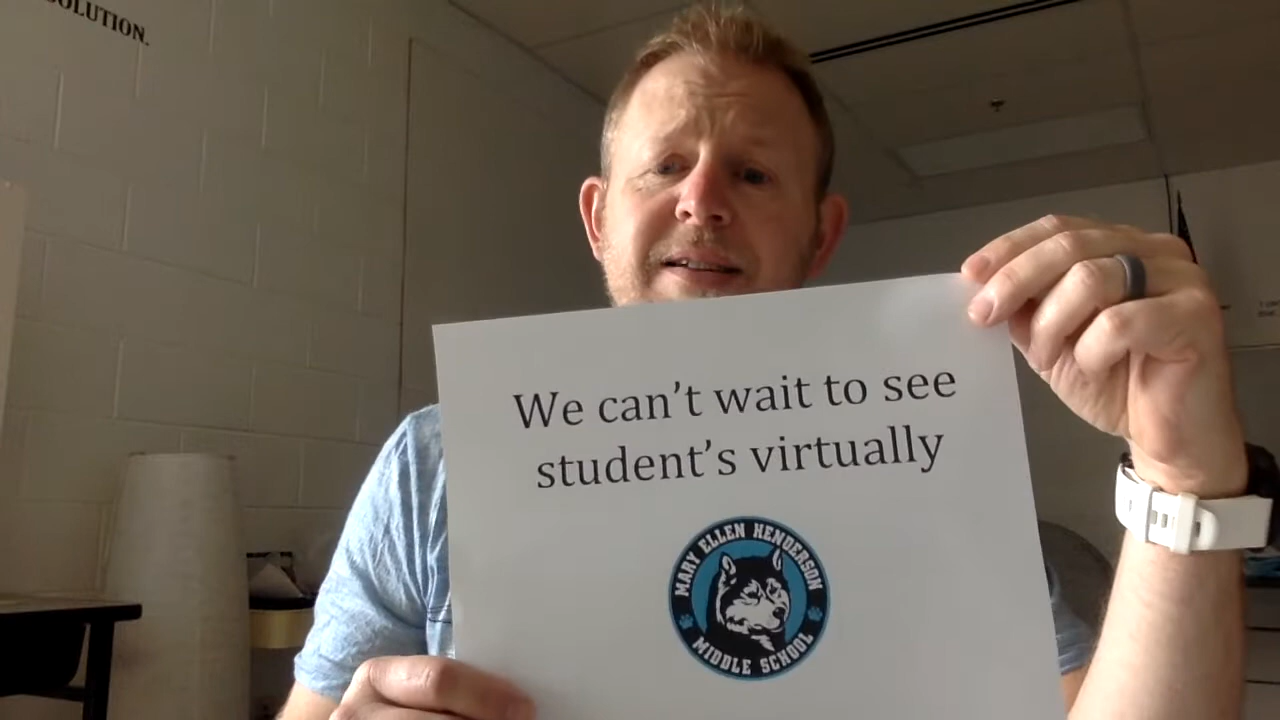 SOLUTION.
We can't wait to see
student's virtually
MARY ELLEN HENDERSON
MIDDLE SCHOOL